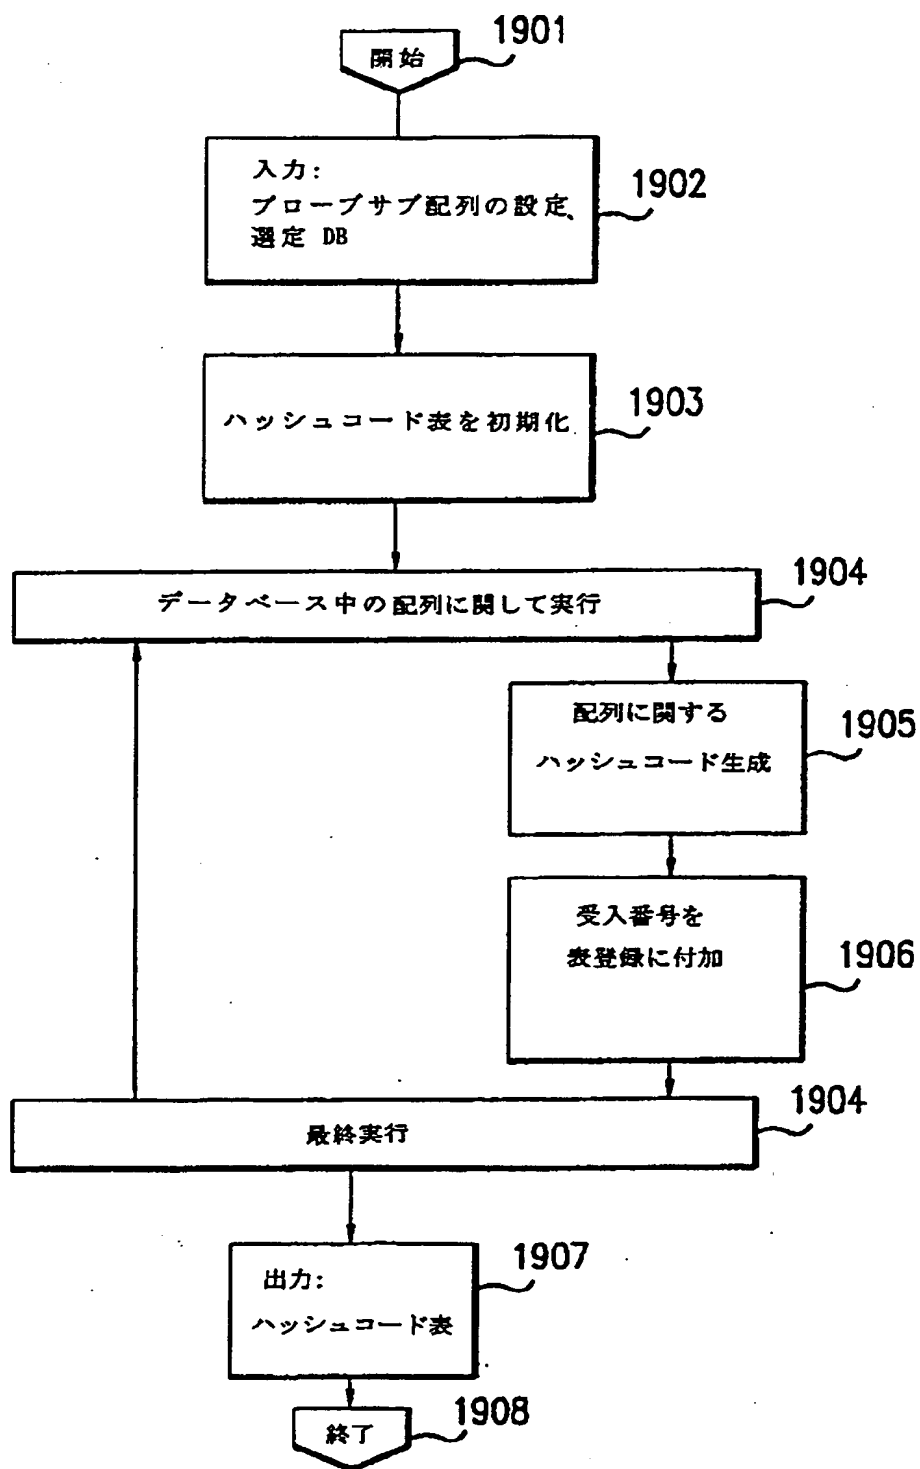 1901
開始
1902
入力:
プローブサブ配列の設定、
選定 DB
1903
ハッシュコード表を初期化
1904
データベース中の配列に関して実行
1905
配列に関する
ハッシュコード生成
1906
受入番号を
表登録に付加
1904
最終実行
1907
出力:
ハッシュコード表
1908
終了